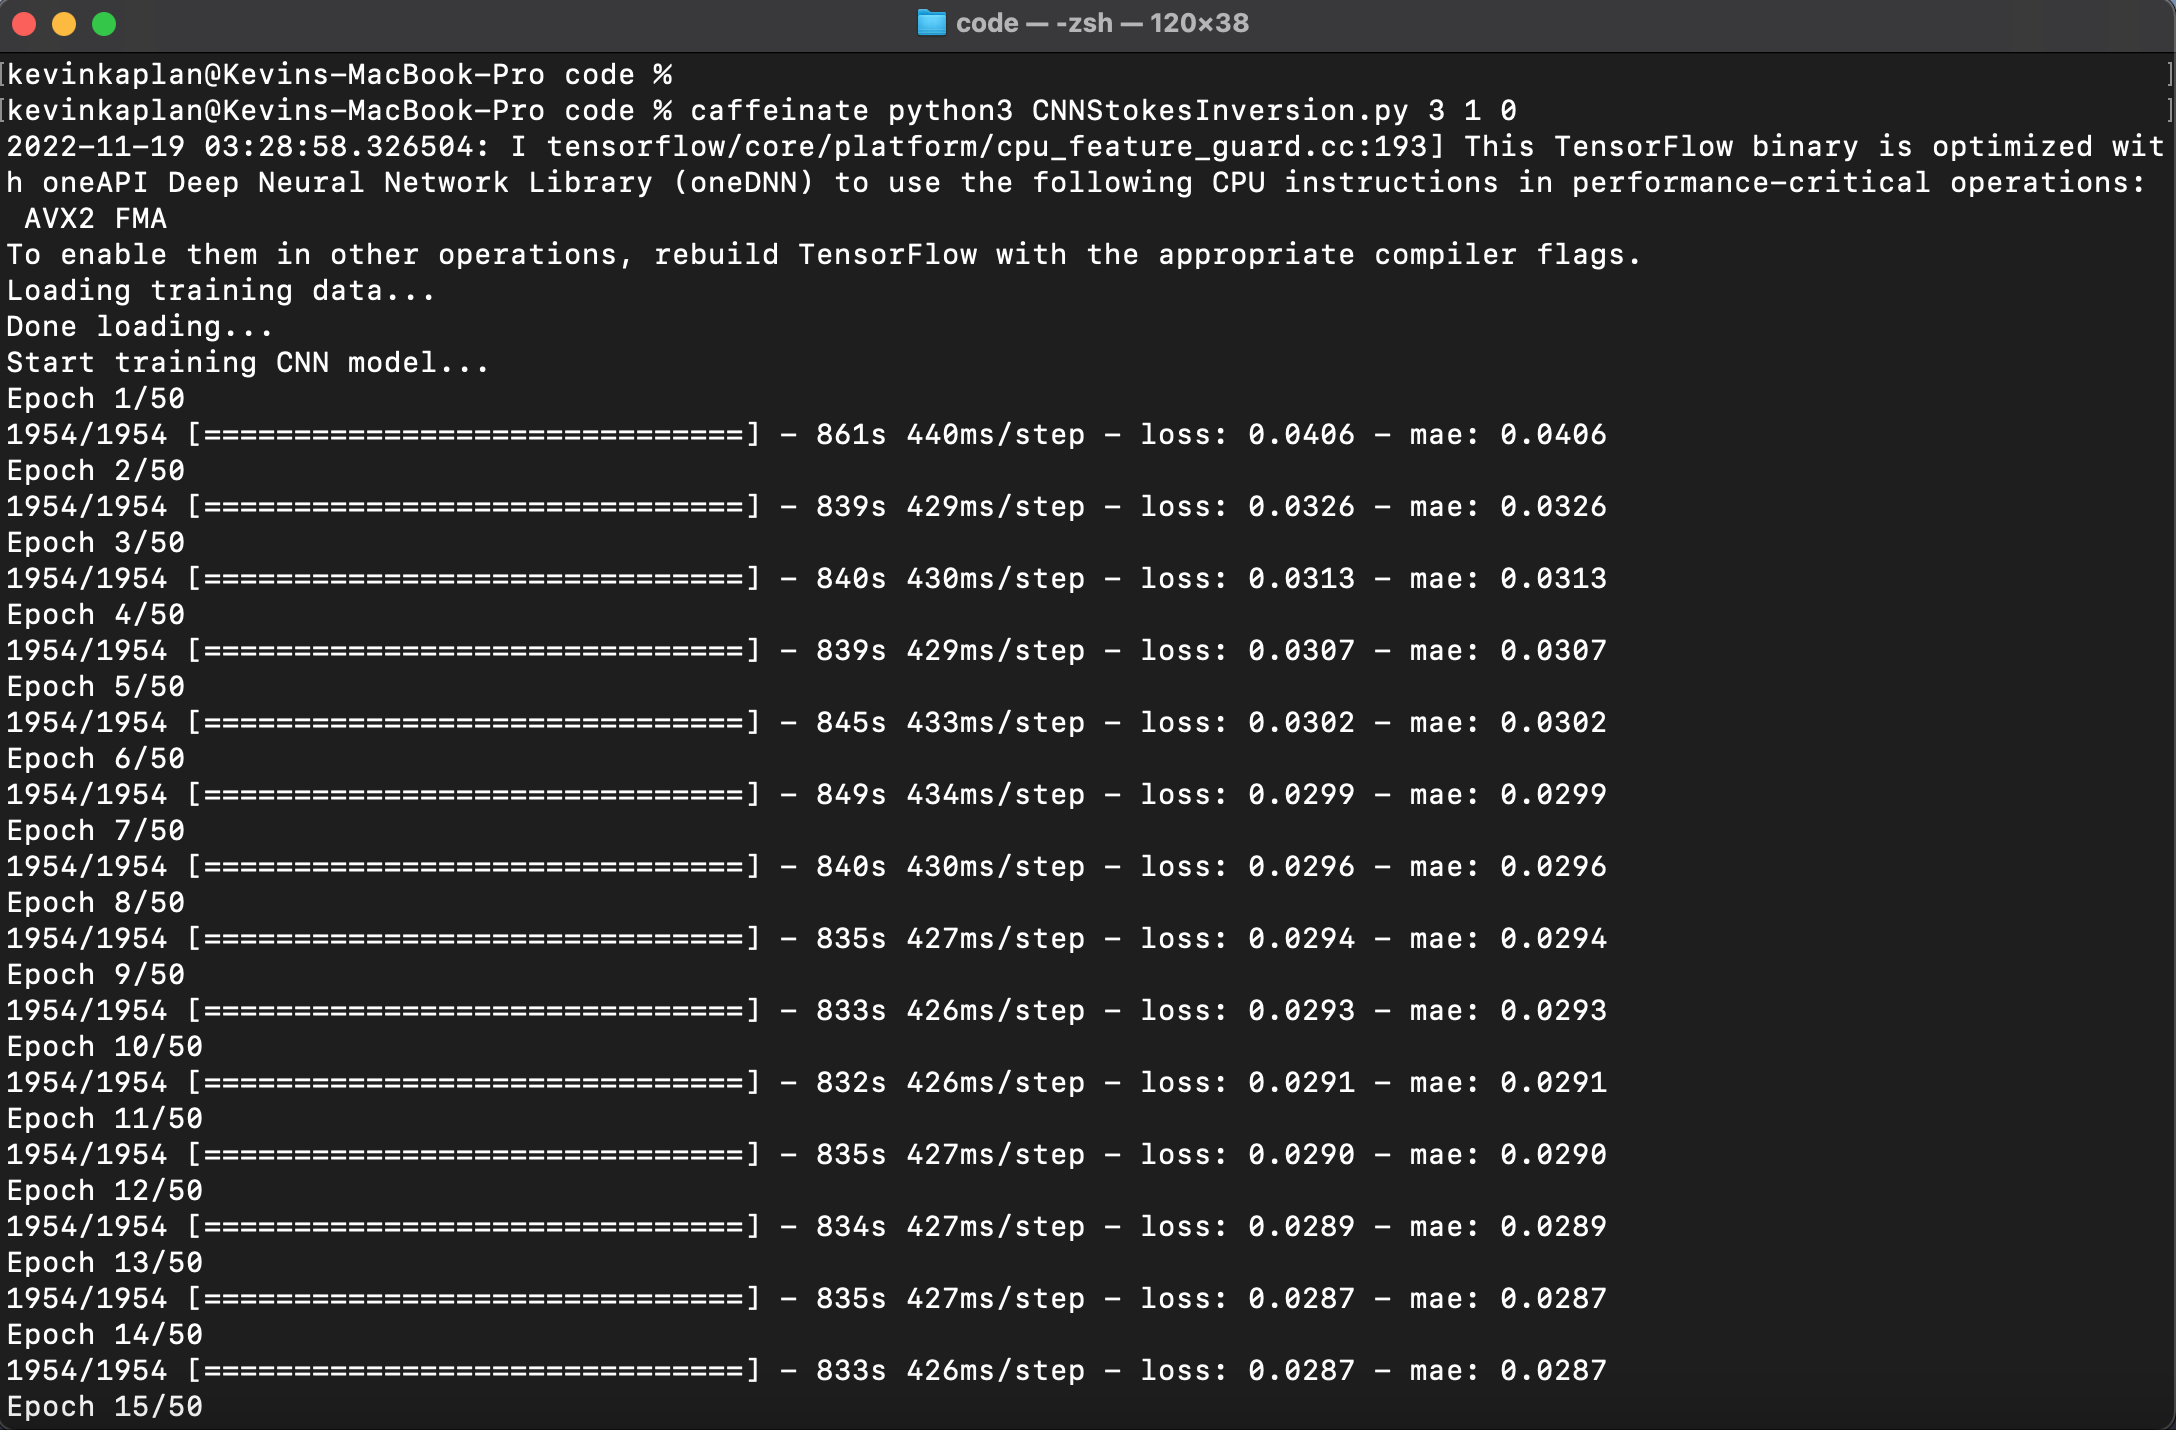 code — -zsh — 120×38
[kevinkaplan@Kevins-MacBook-Pro code % ]
[kevinkaplan@Kevins-MacBook-Pro code % caffeinate python3 CNNStokesInversion.py 3 1 0 ]
2022-11-19 03:28:58.326504: I tensorflow/core/platform/cpu_feature_guard.cc:193] This TensorFlow binary is optimized wit
h oneAPI Deep Neural Network Library (oneDNN) to use the following CPU instructions in performance-critical operations:
 AVX2 FMA
To enable them in other operations, rebuild TensorFlow with the appropriate compiler flags.
Loading training data...
Done loading...
Start training CNN model...
Epoch 1/50
1954/1954 [==============================] - 861s 440ms/step - loss: 0.0406 - mae: 0.0406
Epoch 2/50
1954/1954 [==============================] - 839s 429ms/step - loss: 0.0326 - mae: 0.0326
Epoch 3/50
1954/1954 [==============================] - 840s 430ms/step - loss: 0.0313 - mae: 0.0313
Epoch 4/50
1954/1954 [==============================] - 839s 429ms/step - loss: 0.0307 - mae: 0.0307
Epoch 5/50
1954/1954 [==============================] - 845s 433ms/step - loss: 0.0302 - mae: 0.0302
Epoch 6/50
1954/1954 [==============================] - 849s 434ms/step - loss: 0.0299 - mae: 0.0299
Epoch 7/50
1954/1954 [==============================] - 840s 430ms/step - loss: 0.0296 - mae: 0.0296
Epoch 8/50
1954/1954 [==============================] - 835s 427ms/step - loss: 0.0294 - mae: 0.0294
Epoch 9/50
1954/1954 [==============================] - 833s 426ms/step - loss: 0.0293 - mae: 0.0293
Epoch 10/50
1954/1954 [==============================] - 832s 426ms/step - loss: 0.0291 - mae: 0.0291
Epoch 11/50
1954/1954 [==============================] - 835s 427ms/step - loss: 0.0290 - mae: 0.0290
Epoch 12/50
1954/1954 [==============================] - 834s 427ms/step - loss: 0.0289 - mae: 0.0289
Epoch 13/50
1954/1954 [==============================] - 835s 427ms/step - loss: 0.0287 - mae: 0.0287
Epoch 14/50
1954/1954 [==============================] - 833s 426ms/step - loss: 0.0287 - mae: 0.0287
Epoch 15/50